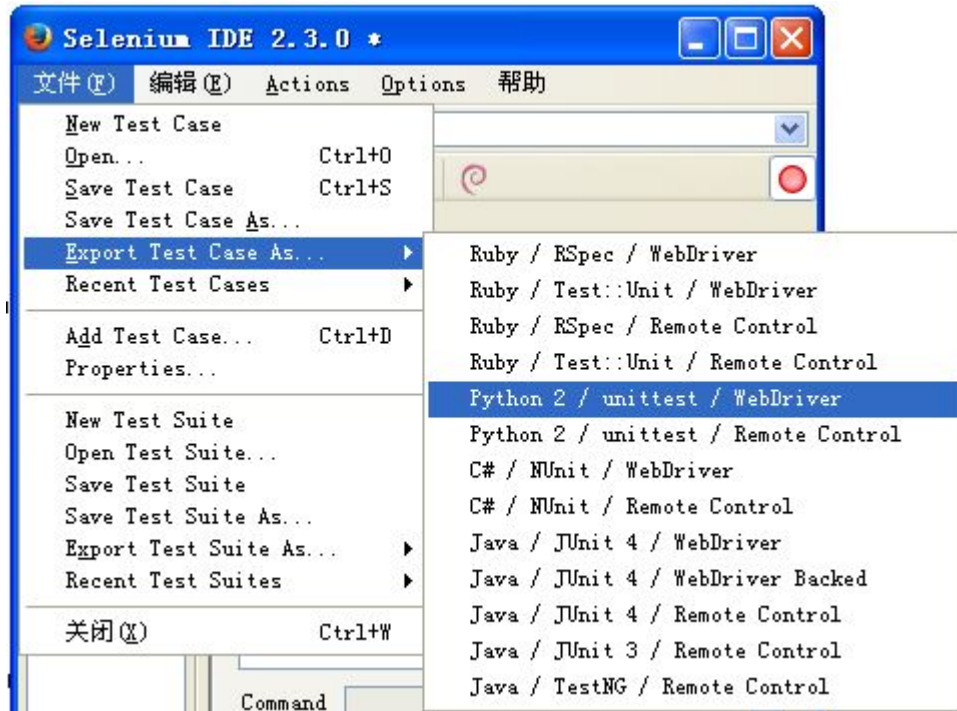 Selenium IDE 2.3.0 *
文件(F) 编辑(E) Actions Options 帮助
New Test Case
Open... Ctrl+O
Save Test Case Ctrl+S
Save Test Case As...
Export Test Case As...
Recent Test Cases
Add Test Case... Ctrl+D
Properties...
New Test Suite
Open Test Suite...
Save Test Suite
Save Test Suite As...
Export Test Suite As...
Recent Test Suites
关闭(X) Ctrl+W
Ruby / RSpec / WebDriver
Ruby / Test::Unit / WebDriver
Ruby / RSpec / Remote Control
Ruby / Test::Unit / Remote Control
Python 2 / unittest / WebDriver
Python 2 / unittest / Remote Control
C# / NUnit / WebDriver
C# / NUnit / Remote Control
Java / JUnit 4 / WebDriver
Java / JUnit 4 / WebDriver Backed
Java / JUnit 4 / Remote Control
Java / JUnit 3 / Remote Control
Java / TestNG / Remote Control
Command